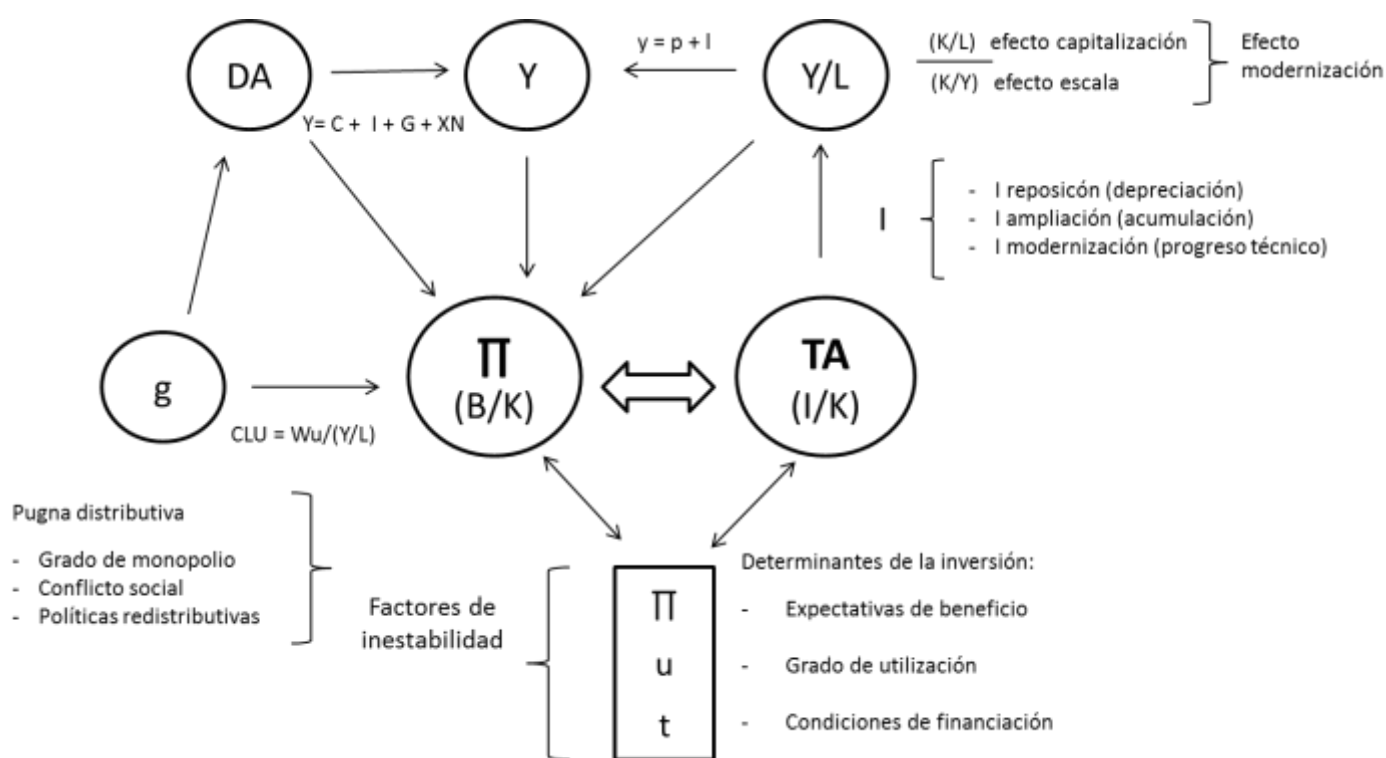 DA
Y
y = p + l
Y/L
(K/L) efecto capitalización
(K/Y) efecto escala
Efecto
modernización
Y= C + I + G + XN
I
- I reposicón (depreciación)
- I ampliación (acumulación)
- I modernización (progreso técnico)
g
CLU = Wu/(Y/L)
Π
(B/K)
TA
(I/K)
Pugna distributiva
- Grado de monopolio
- Conflicto social
- Políticas redistributivas
Factores de
inestabilidad
Π
u
t
Determinantes de la inversión:
- Expectativas de beneficio
- Grado de utilización
- Condiciones de financiación